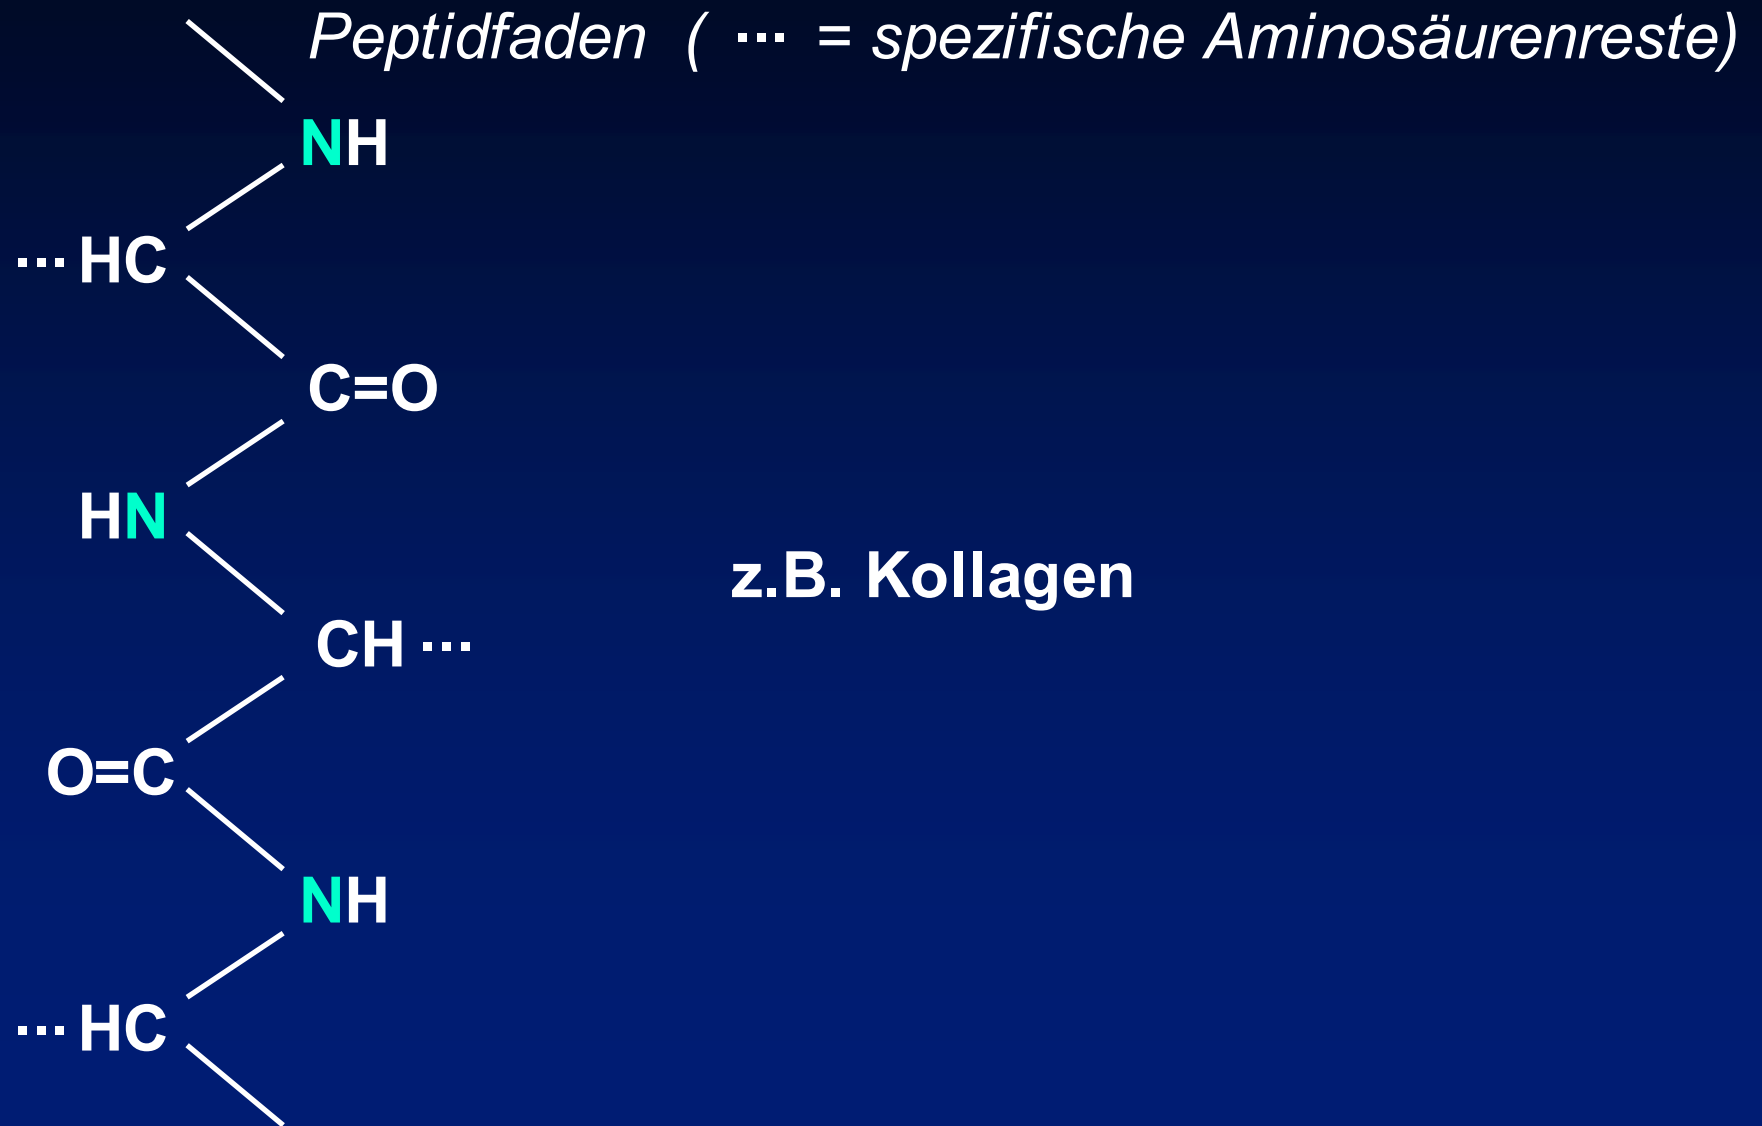 Peptidfaden ( ··· = spezifische Aminosäurenreste)
NH
··· HC
C=O
HN
z.B. Kollagen
CH ···
O=C
NH
··· HC